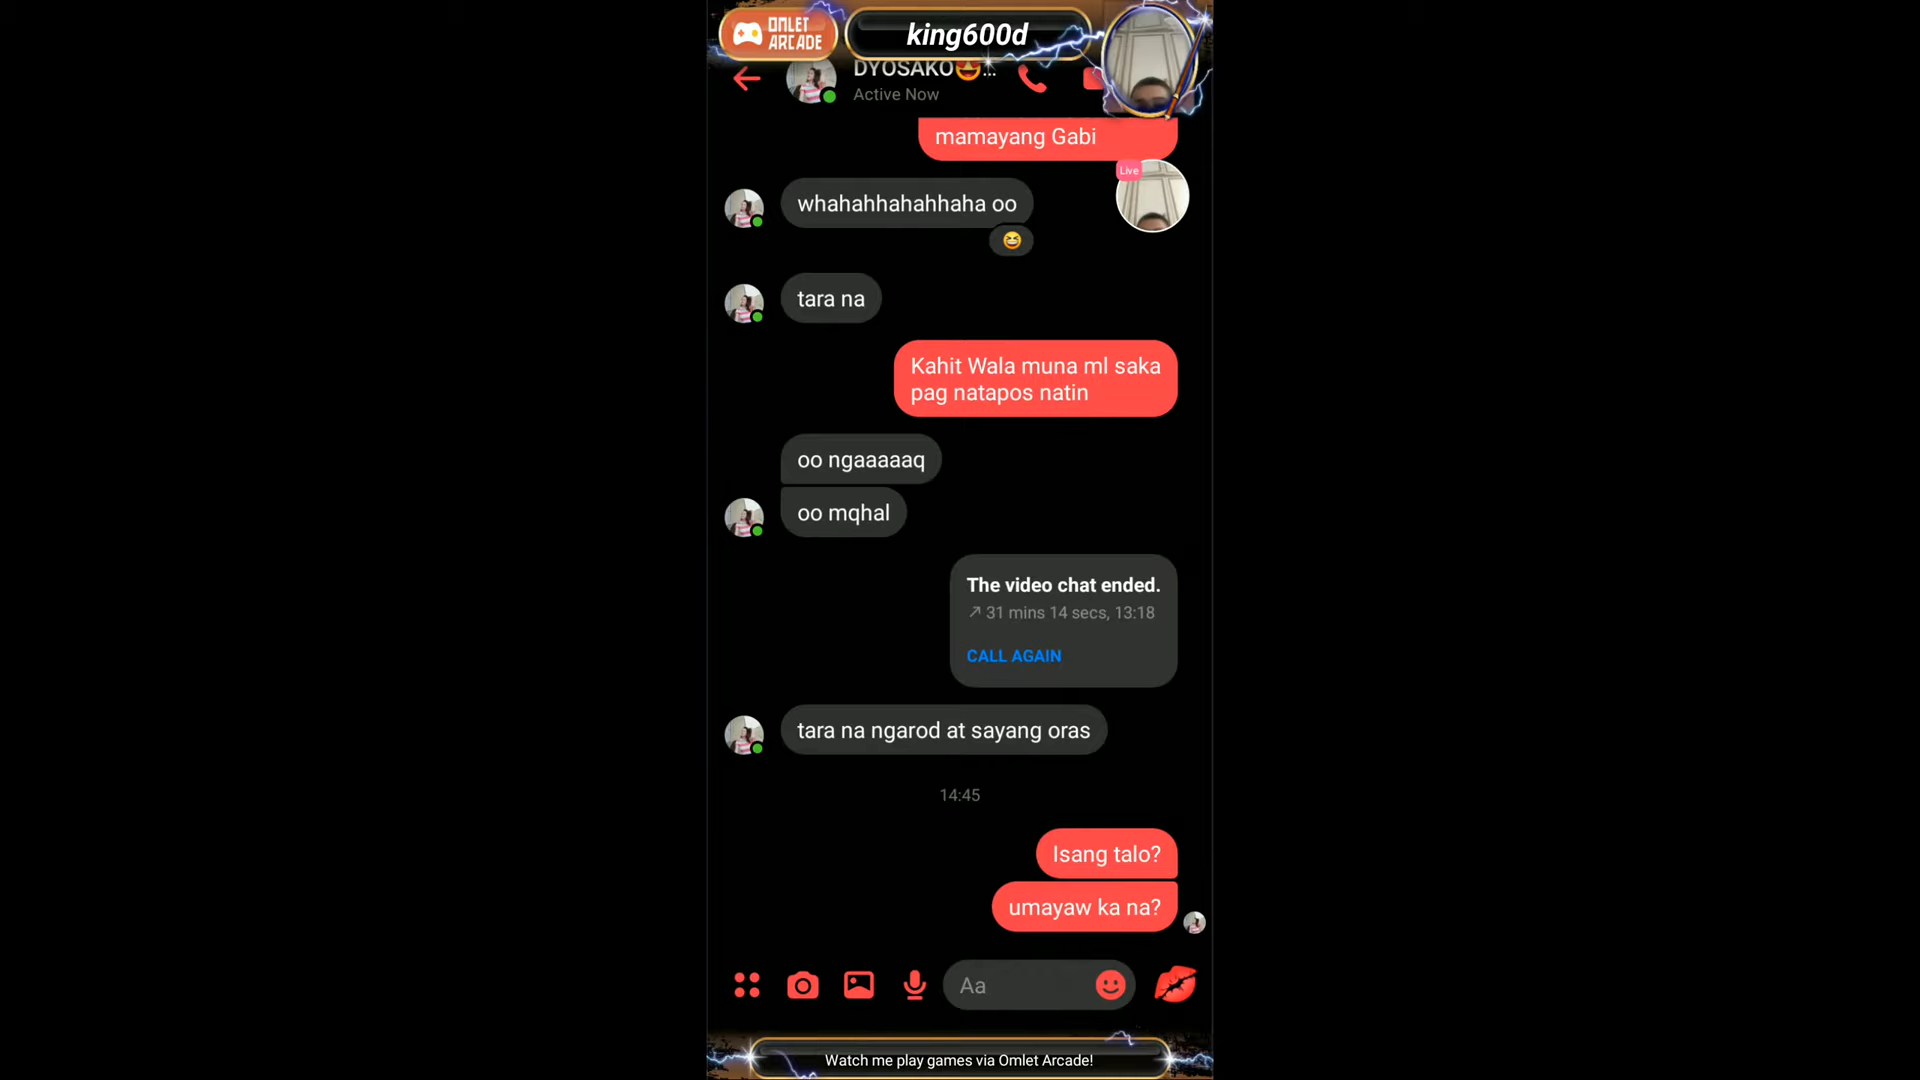 OMLET
ARCADE
king600d
DYOSAKO😍...
Active Now
mamayang Gabi
Live
whahahhahahhaha oo
tara na
Kahit Wala muna ml saka
pag natapos natin
oo ngaaaaaq
oo mqhal
The video chat ended.
↗ 31 mins 14 secs, 13:18
CALL AGAIN
tara na ngarod at sayang oras
14:45
Isang talo?
umayaw ka na?
Aa
Watch me play games via Omlet Arcade!